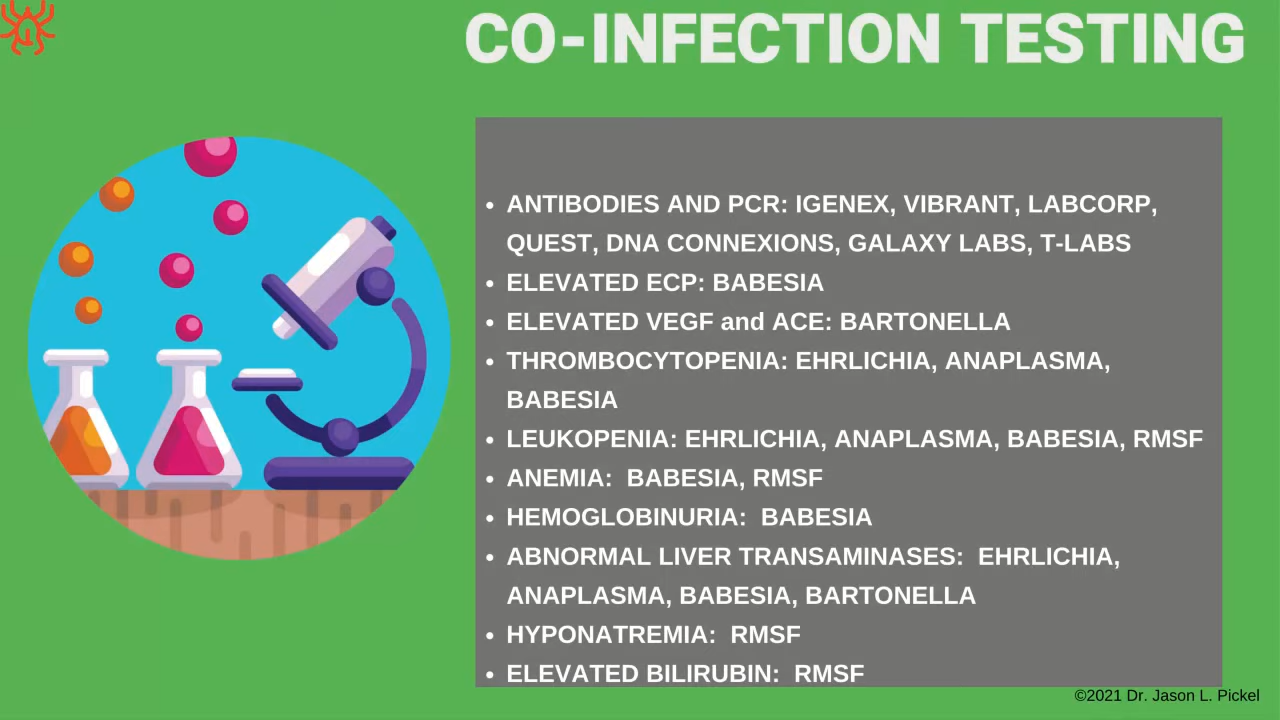 CO-INFECTION TESTING
• ANTIBODIES AND PCR: IGENEX, VIBRANT, LABCORP,
QUEST, DNA CONNEXIONS, GALAXY LABS, T-LABS
• ELEVATED ECP: BABESIA
• ELEVATED VEGF and ACE: BARTONELLA
• THROMBOCYTOPENIA: EHRLICHIA, ANAPLASMA,
BABESIA
• LEUKOPENIA: EHRLICHIA, ANAPLASMA, BABESIA, RMSF
• ANEMIA:  BABESIA, RMSF
• HEMOGLOBINURIA:  BABESIA
• ABNORMAL LIVER TRANSAMINASES:  EHRLICHIA,
ANAPLASMA, BABESIA, BARTONELLA
• HYPONATREMIA:  RMSF
• ELEVATED BILIRUBIN:  RMSF
©2021 Dr. Jason L. Pickel